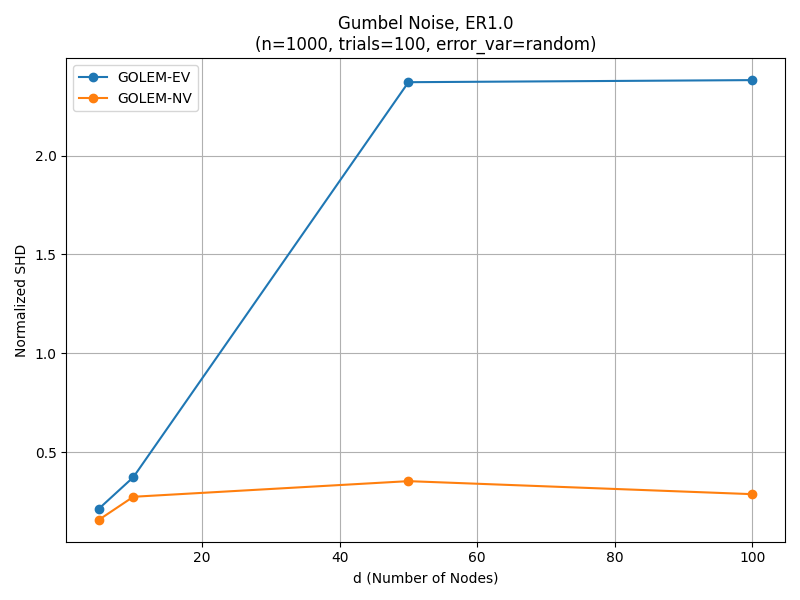 Gumbel Noise, ER1.0
(n=1000, trials=100, error_var=random)
GOLEM-EV
GOLEM-NV
Normalized SHD
2.0
1.5
1.0
0.5
20
40
60
80
100
d (Number of Nodes)